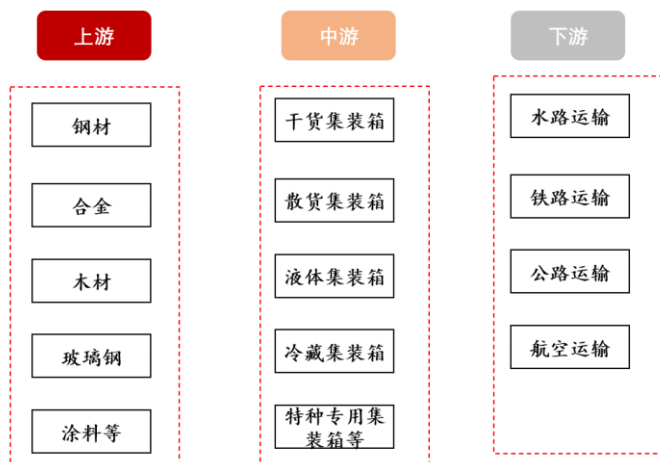 上游
钢材
合金
木材
玻璃钢
涂料等
中游
干货集装箱
散货集装箱
液体集装箱
冷藏集装箱
特种专用集
装箱等
下游
水路运输
铁路运输
公路运输
航空运输